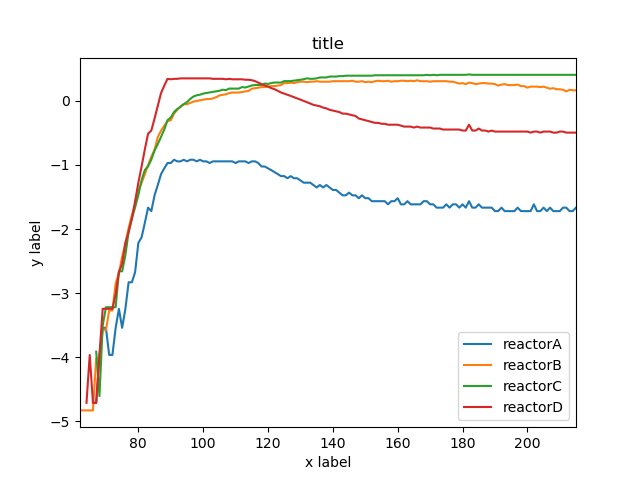 title
y label
0
−1
−2
−3
−4
−5
80 100 120 140 160 180 200
x label
reactorA
reactorB
reactorC
reactorD